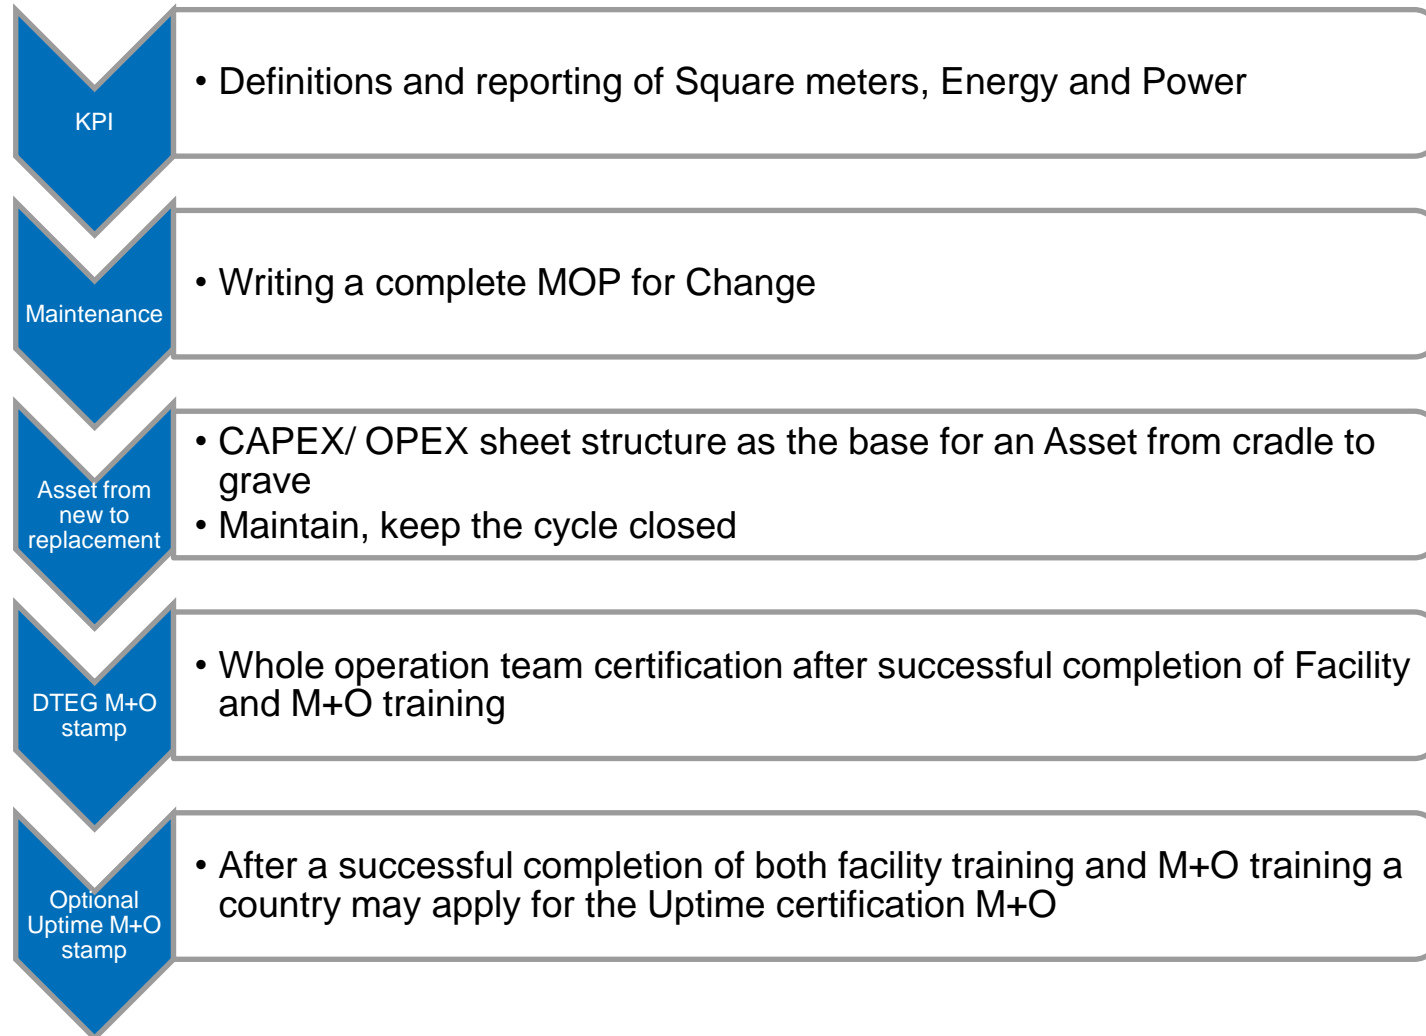 KPI
• Definitions and reporting of Square meters, Energy and Power
Maintenance
• Writing a complete MOP for Change
Asset from
new to
replacement
• CAPEX/ OPEX sheet structure as the base for an Asset from cradle to
grave
• Maintain, keep the cycle closed
DTEG M+O
stamp
• Whole operation team certification after successful completion of Facility
and M+O training
Optional
Uptime M+O
stamp
• After a successful completion of both facility training and M+O training a
country may apply for the Uptime certification M+O